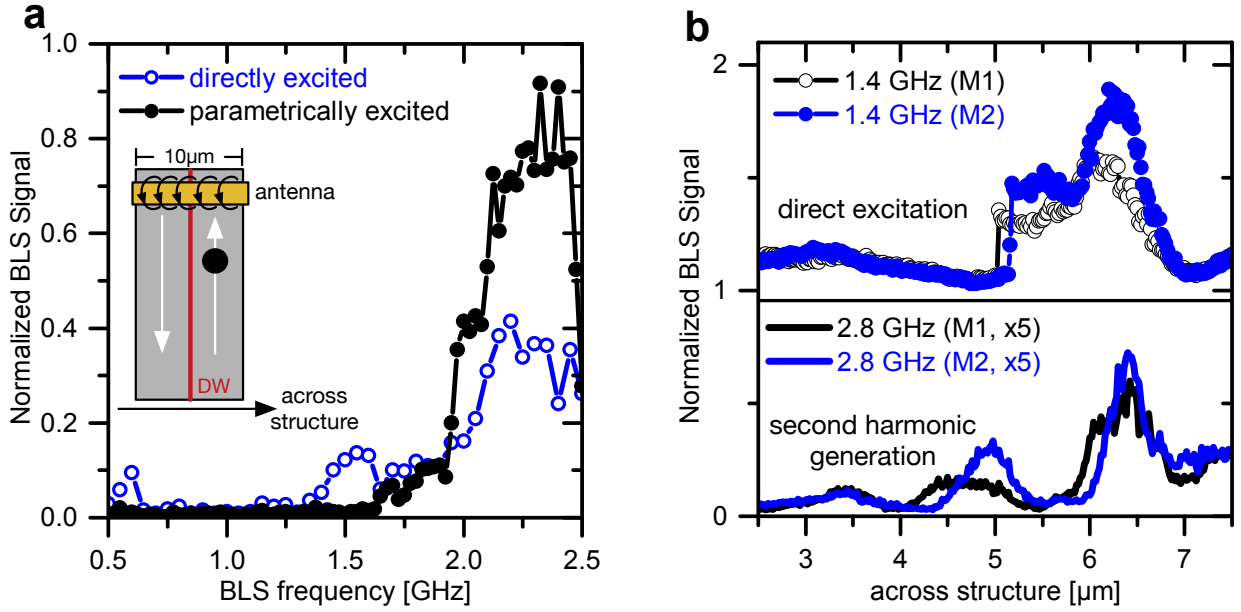 a
Normalized BLS Signal
1.0
0.8
0.6
0.4
0.2
0.0
directly excited
parametrically excited
10µm
antenna
DW
across
structure
0.5
1.0
1.5
2.0
2.5
BLS frequency [GHz]
b
Normalized BLS Signal
2
1
0
1.4 GHz (M1)
1.4 GHz (M2)
direct excitation
2.8 GHz (M1, x5)
2.8 GHz (M2, x5)
second harmonic
generation
3
4
5
6
7
across structure [µm]